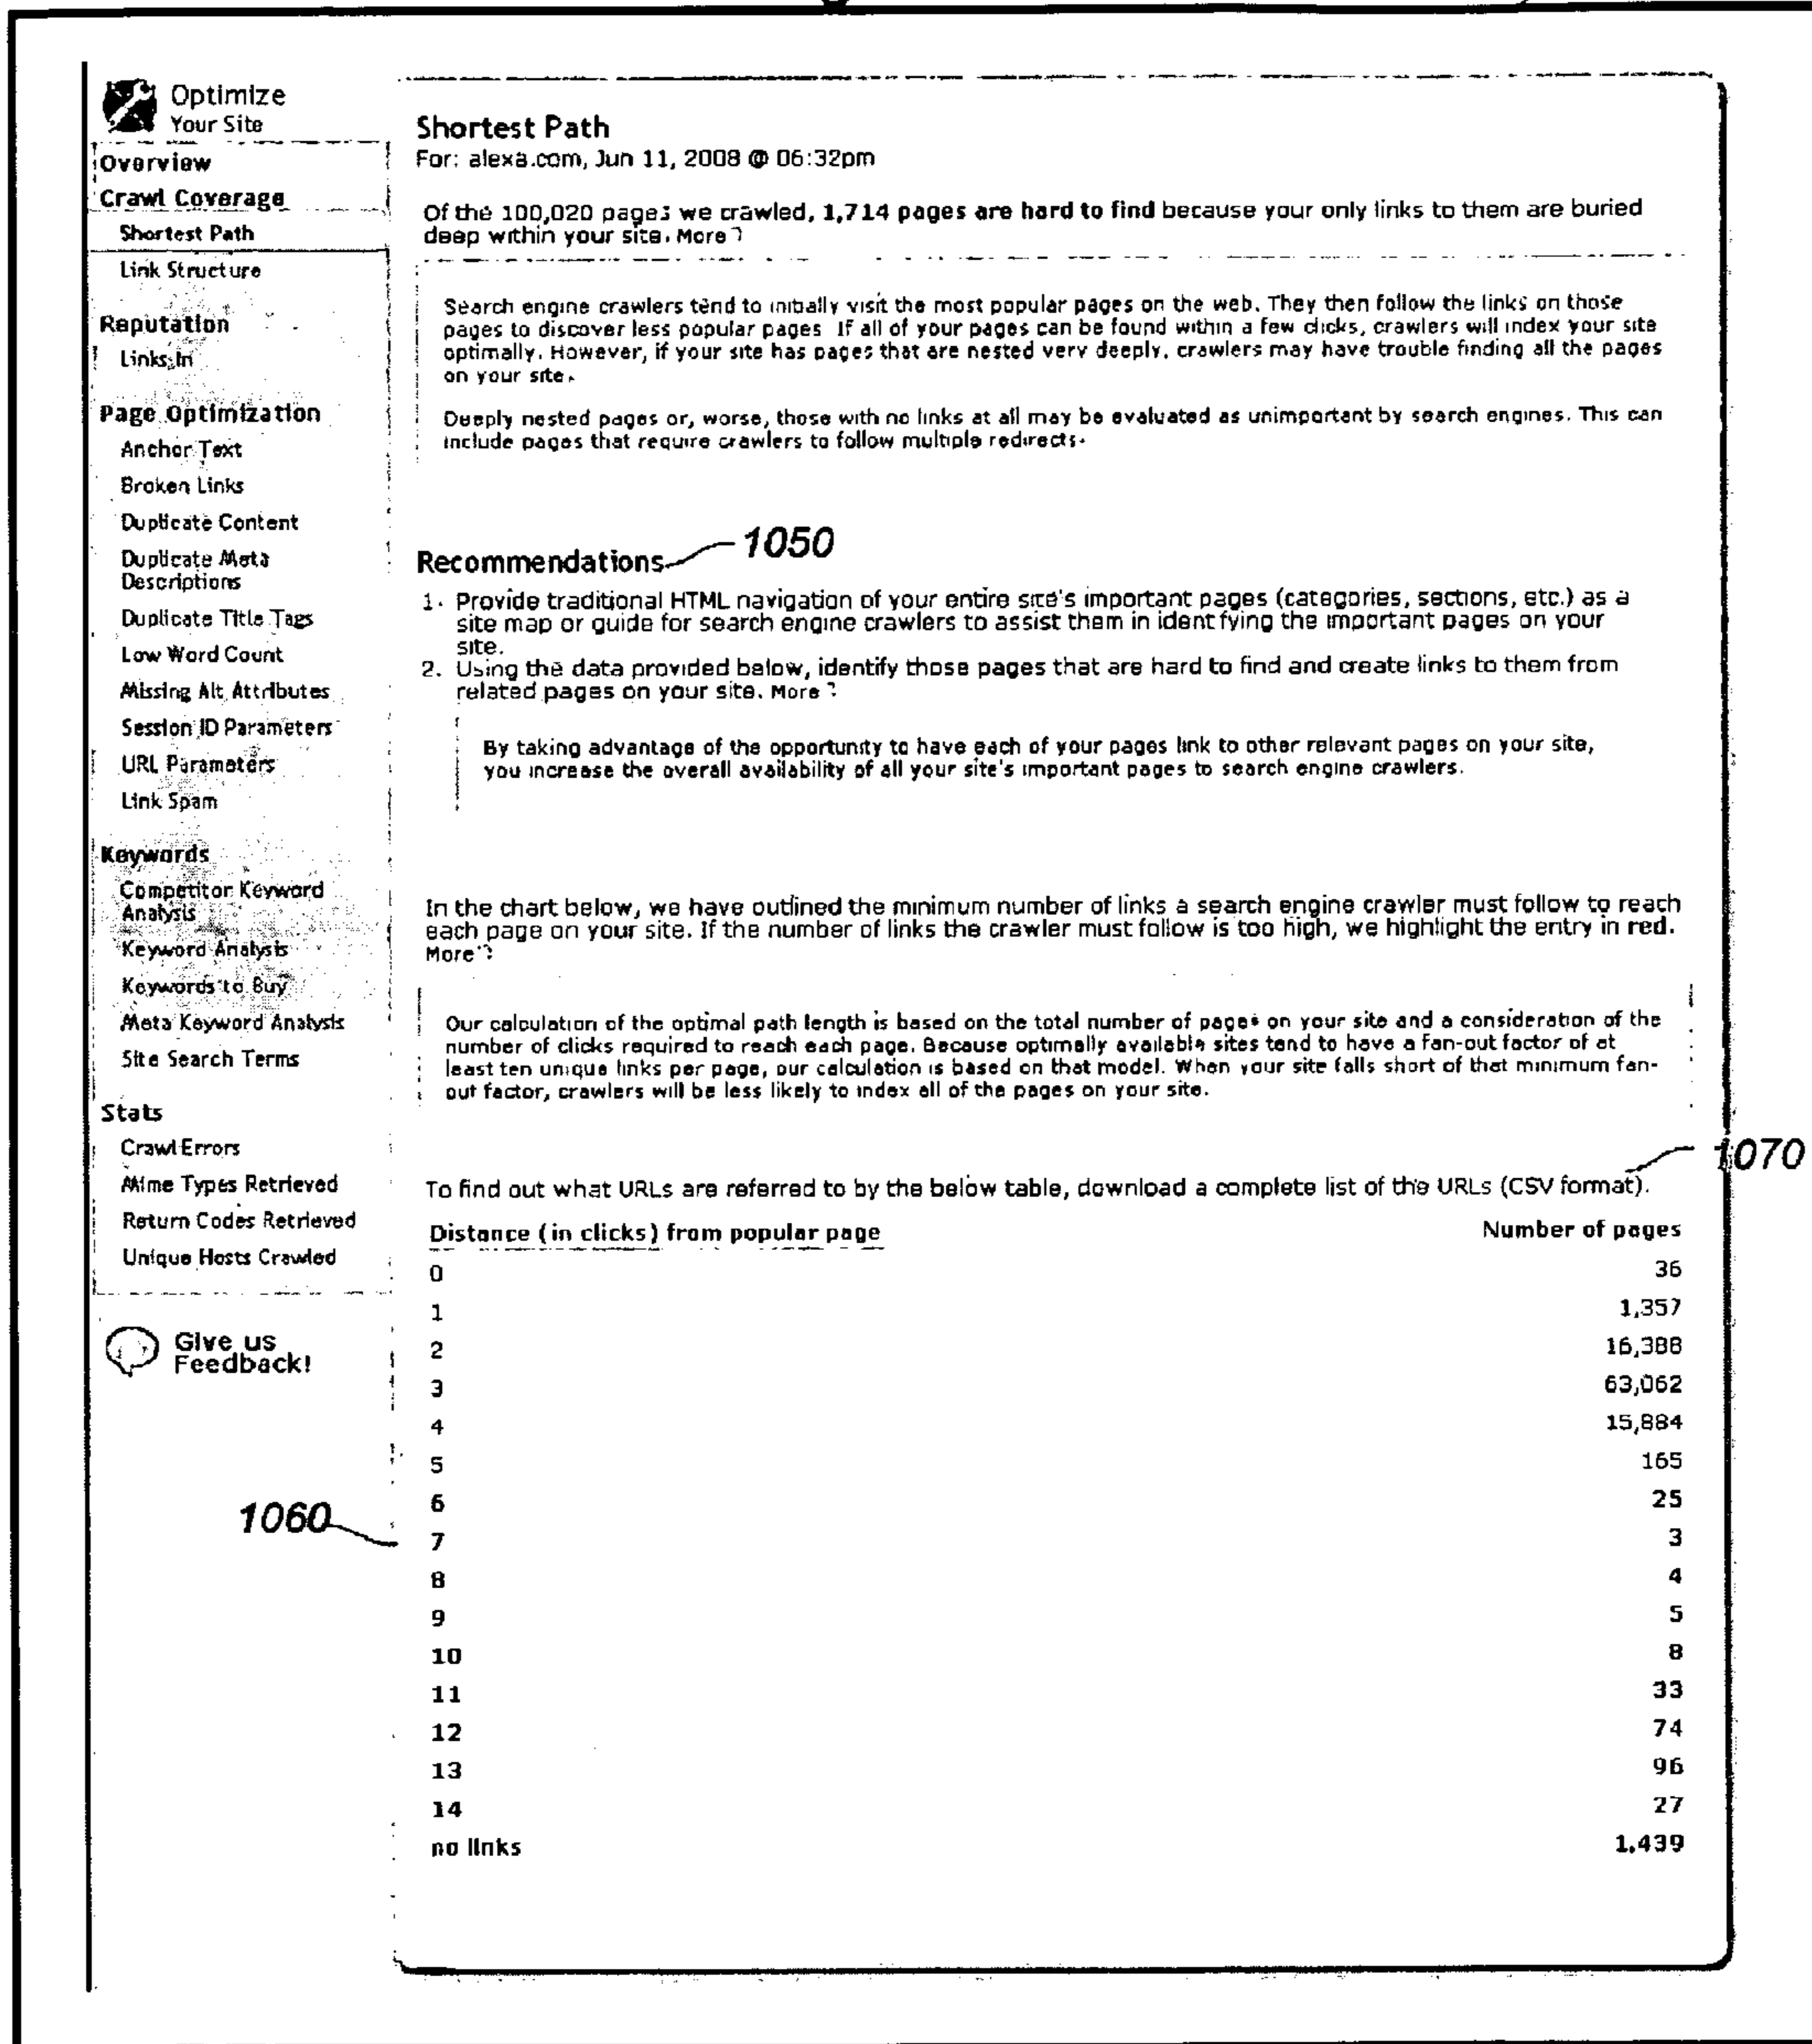 Optimize
Your Site
Overview
Crawl Coverage
Shortest Path
Link Structure
Reputation
Links In
Page Optimization
Anchor Text
Broken Links
Duplicate Content
Duplicate Meta
Descriptions
Duplicate Title Tags
Low Word Count
Missing Alt Attributes
Session ID Parameters
URL Parameters
Link Spam
Keywords
Competitor Keyword
Analysis
Keyword Analysis
Keywords to Buy
Meta Keyword Analysis
Site Search Terms
Stats
Crawl Errors
Mime Types Retrieved
Return Codes Retrieved
Unique Hosts Crawled
Give us
Feedback!
Shortest Path
For: alexa.com, Jun 11, 2008 @ 06:32pm
Of the 100,020 pages we crawled, 1,714 pages are hard to find because your only links to them are buried
deep within your site. More ?
Search engine crawlers tend to initially visit the most popular pages on the web. They then follow the links on those
pages to discover less popular pages If all of your pages can be found within a few clicks, crawlers will index your site
optimally. However, if your site has pages that are nested very deeply, crawlers may have trouble finding all the pages
on your site.
Deeply nested pages or, worse, those with no links at all may be evaluated as unimportant by search engines. This can
include pages that require crawlers to follow multiple redirects.
Recommendations 1050
1. Provide traditional HTML navigation of your entire site's important pages (categories, sections, etc.) as a
site map or guide for search engine crawlers to assist them in identifying the important pages on your
site.
2. Using the data provided below, identify those pages that are hard to find and create links to them from
related pages on your site. More ?
By taking advantage of the opportunity to have each of your pages link to other relevant pages on your site,
you increase the overall availability of all your site's important pages to search engine crawlers.
In the chart below, we have outlined the minimum number of links a search engine crawler must follow to reach
each page on your site. If the number of links the crawler must follow is too high, we highlight the entry in red.
More ?
Our calculation of the optimal path length is based on the total number of pages on your site and a consideration of the
number of clicks required to reach each page. Because optimally available sites tend to have a fan-out factor of at
least ten unique links per page, our calculation is based on that model. When your site falls short of that minimum fan-
out factor, crawlers will be less likely to index all of the pages on your site.
1070
To find out what URLs are referred to by the below table, download a complete list of the URLs (CSV format).
Distance (in clicks) from popular page Number of pages
0 36
1 1,357
2 16,388
3 63,062
4 15,884
5 165
6 25
1060
7 3
8 4
9 5
10 8
11 33
12 74
13 96
14 27
no links 1,439